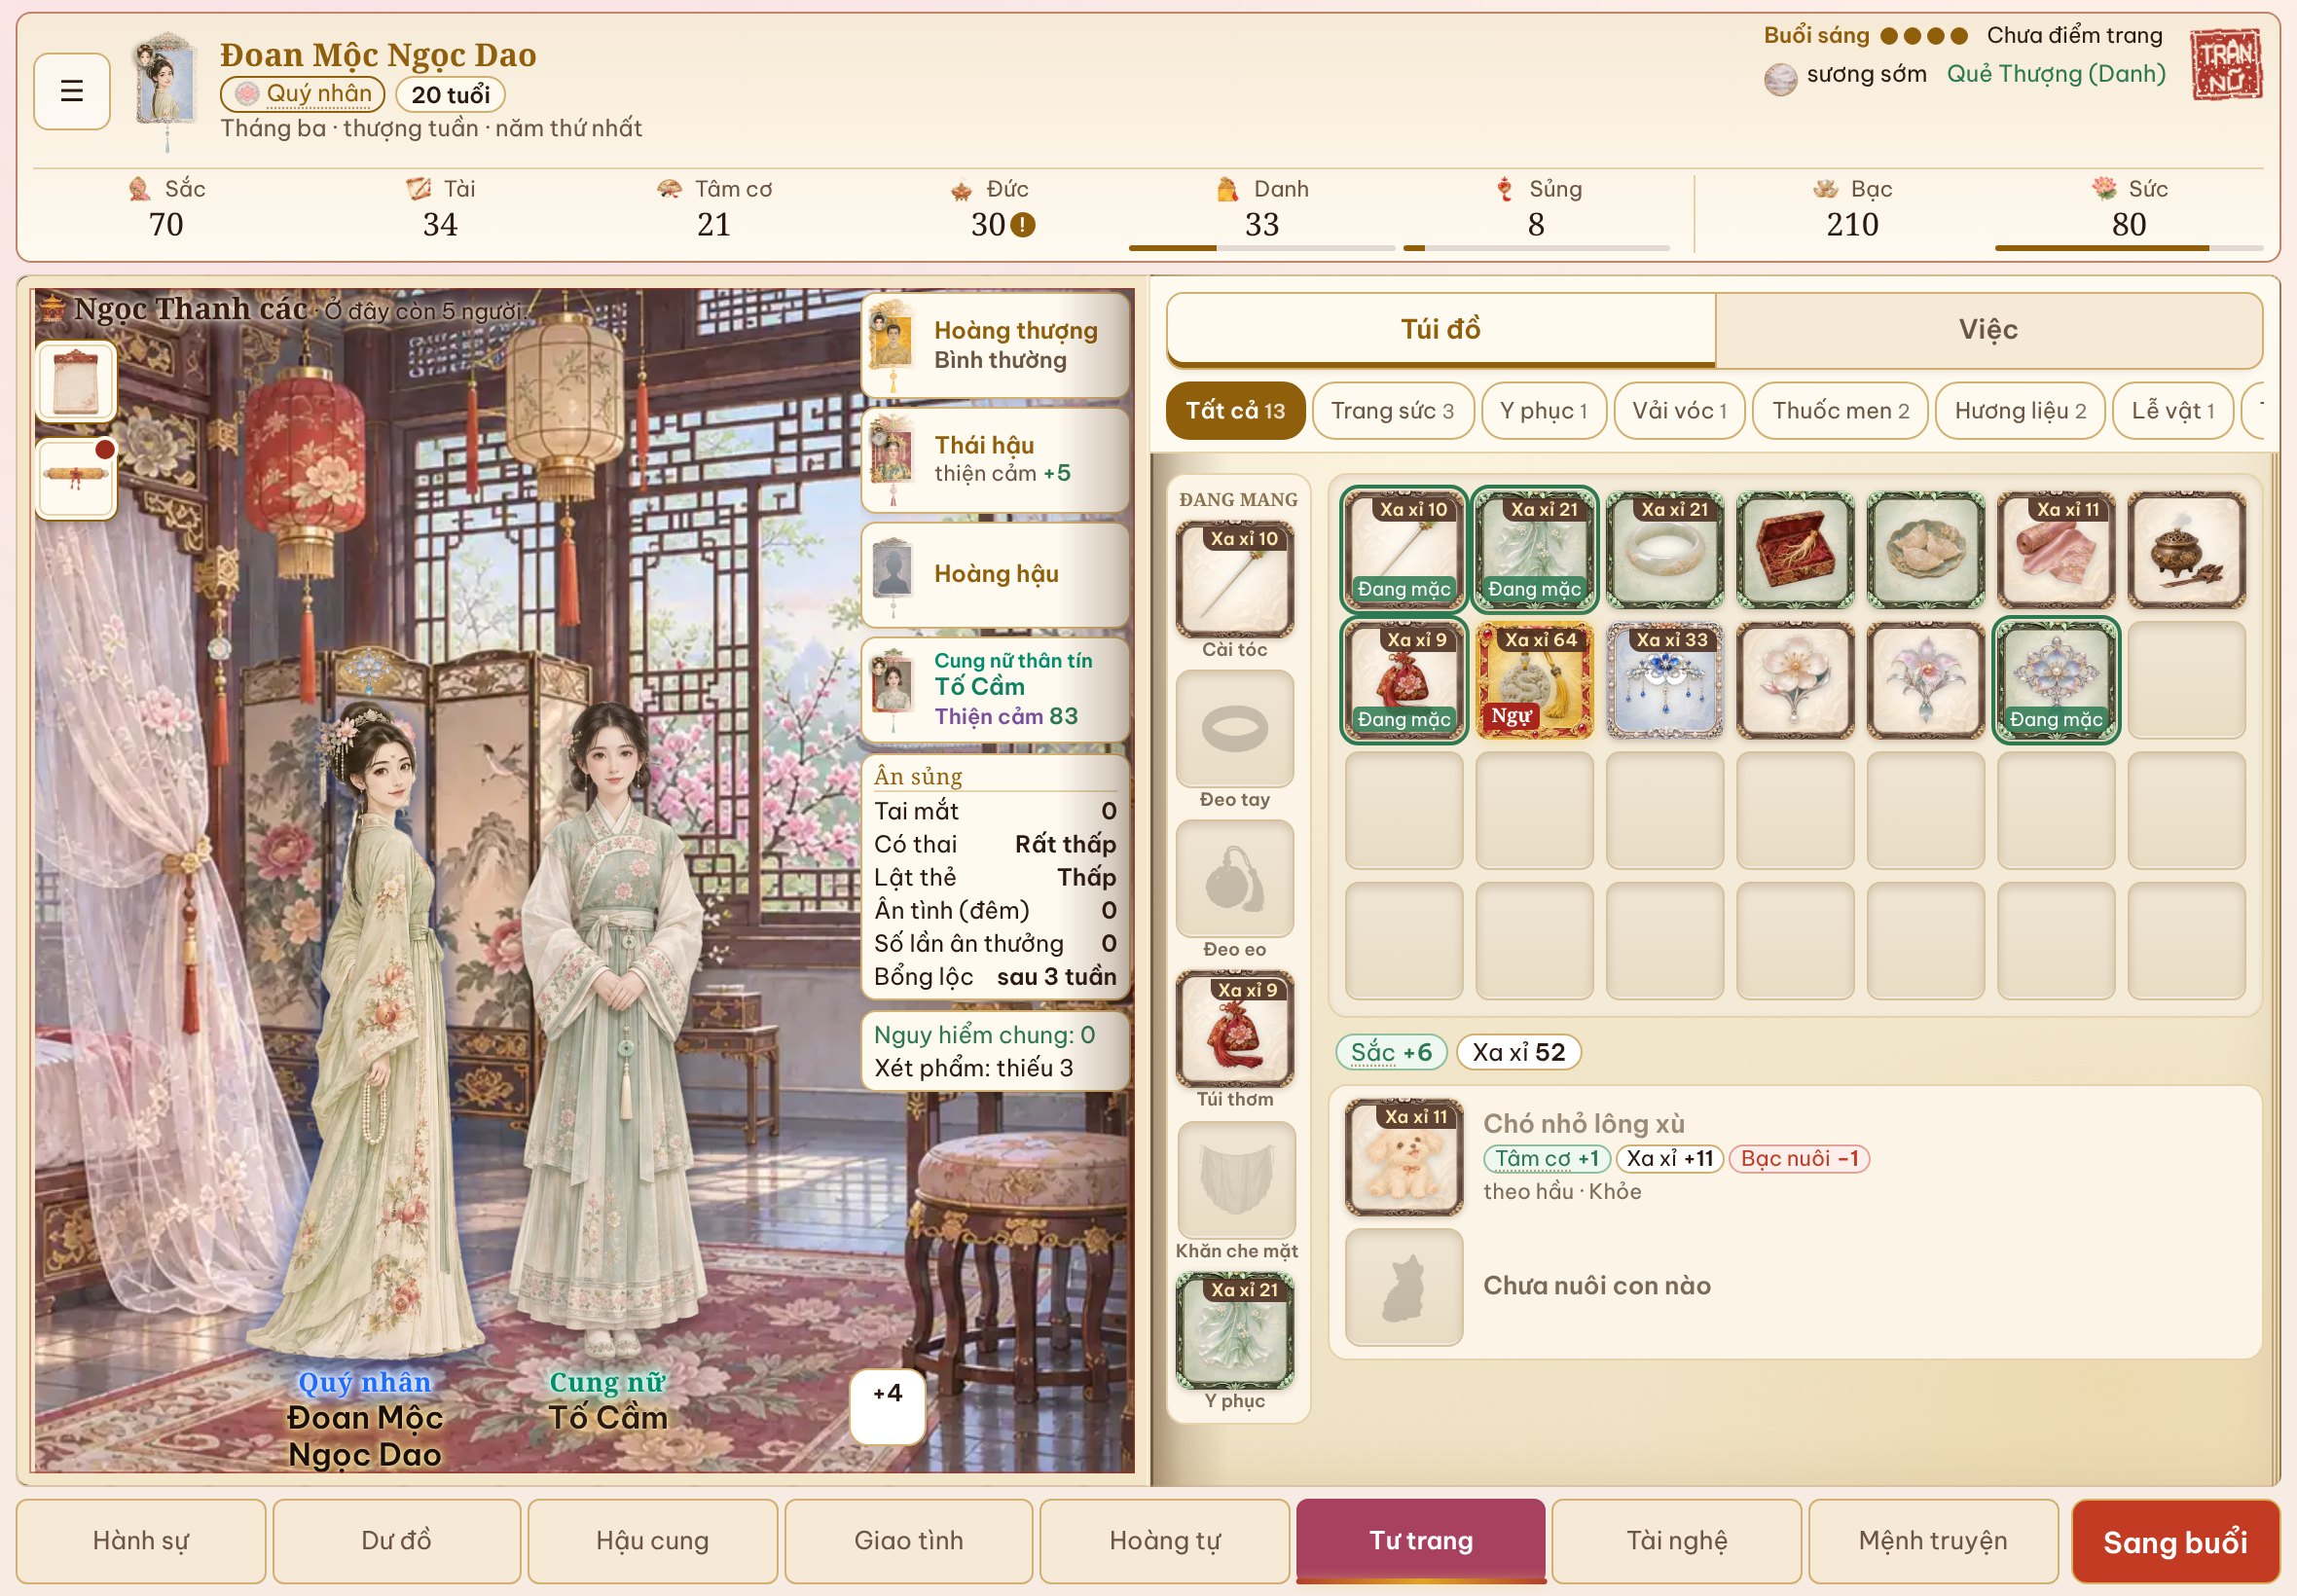 Đoan Mộc Ngọc Dao
Quý nhân
20 tuổi
Tháng ba · thượng tuần · năm thứ nhất
Buổi sáng
Chưa điểm trang
sương sớm
Quẻ Thượng (Danh)
TRÂN NỮ
Sắc
70
Tài
34
Tâm cơ
21
Đức
30
!
Danh
33
Sủng
8
Bạc
210
Sức
80
Ngọc Thanh các · Ở đây còn 5 người.
Hoàng thượng
Bình thường
Thái hậu
thiện cảm +5
Hoàng hậu
Cung nữ thân tín
Tố Cầm
Thiện cảm 83
Ân sủng
Tai mắt 0
Có thai Rất thấp
Lật thẻ Thấp
Ân tình (đêm) 0
Số lần ân thưởng 0
Bổng lộc sau 3 tuần
Nguy hiểm chung: 0
Xét phẩm: thiếu 3
Quý nhân
Đoan Mộc
Ngọc Dao
Cung nữ
Tố Cầm
+4
Túi đồ
Việc
Tất cả 13
Trang sức 3
Y phục 1
Vải vóc 1
Thuốc men 2
Hương liệu 2
Lễ vật 1
ĐANG MANG
Xa xỉ 10
Cài tóc
Đeo tay
Đeo eo
Xa xỉ 9
Túi thơm
Khăn che mặt
Xa xỉ 21
Y phục
Xa xỉ 10
Đang mặc
Xa xỉ 21
Đang mặc
Xa xỉ 21
Xa xỉ 11
Xa xỉ 9
Đang mặc
Xa xỉ 64
Ngự
Xa xỉ 33
Đang mặc
Sắc +6
Xa xỉ 52
Xa xỉ 11
Chó nhỏ lông xù
Tâm cơ +1
Xa xỉ +11
Bạc nuôi −1
theo hầu · Khỏe
Chưa nuôi con nào
Hành sự
Dư đồ
Hậu cung
Giao tình
Hoàng tự
Tư trang
Tài nghệ
Mệnh truyện
Sang buổi